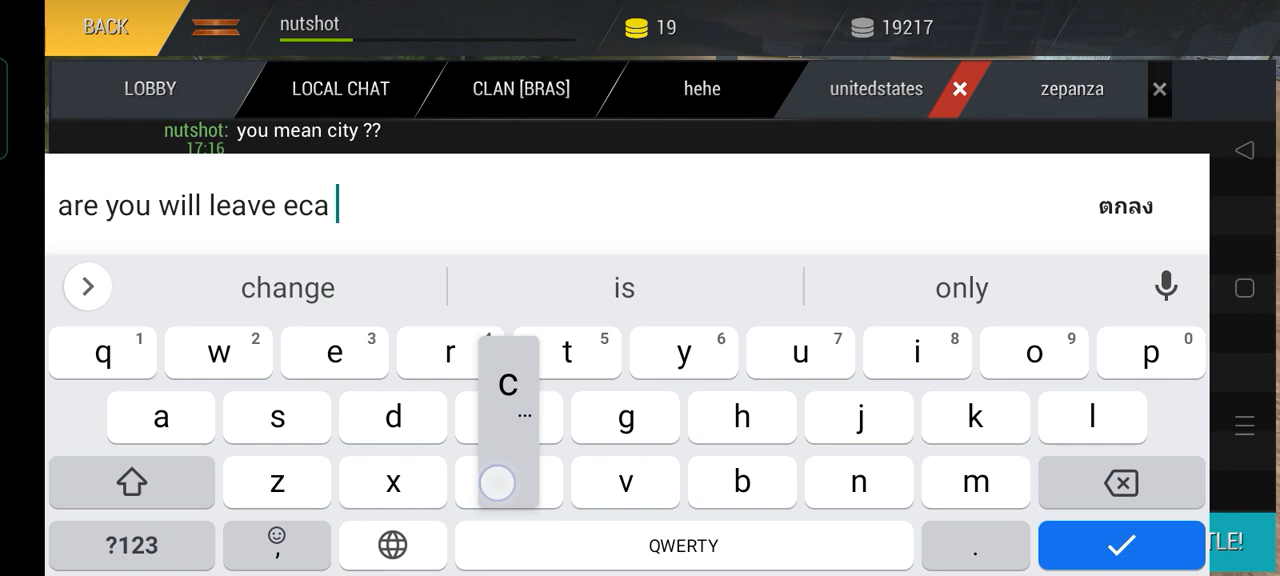 BACK nutshot 19 19217
LOBBY LOCAL CHAT CLAN [BRAS] hehe unitedstates × zepanza ×
nutshot: you mean city ??
17:16
are you will leave eca ตกลง
change is only
q 1 w 2 e 3 r t 5 y 6 u 7 i 8 o 9 p 0
c
...
a s d g h j k l
z x v b n m
?123 , QWERTY .
TLE!